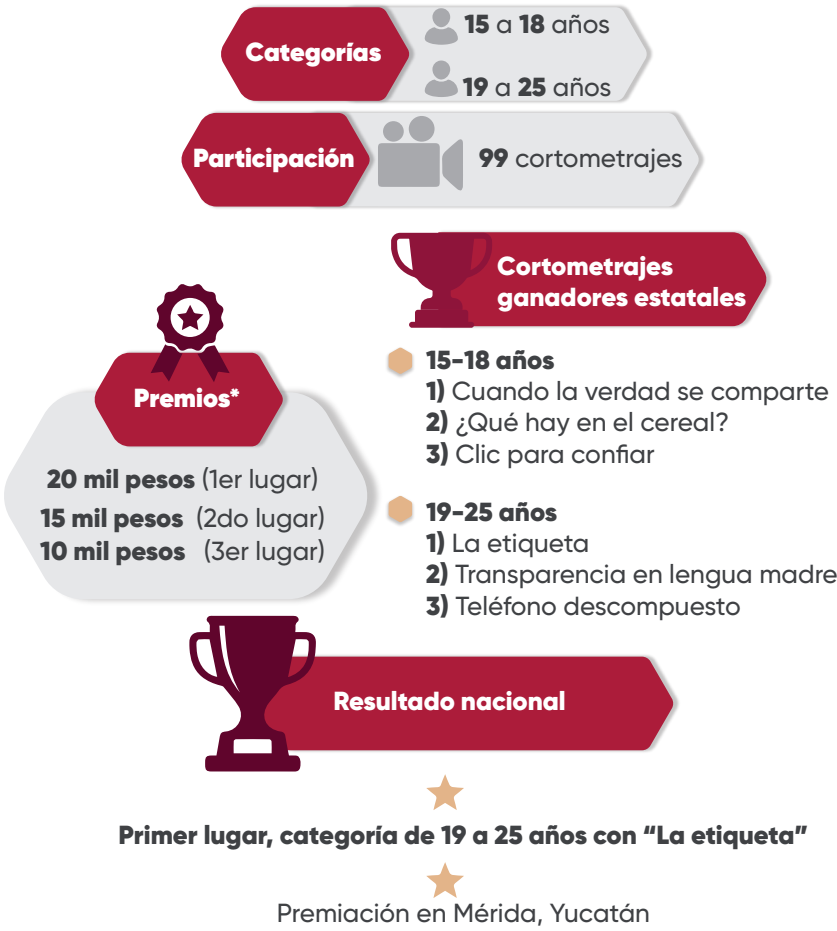 Categorías
15 a 18 años
19 a 25 años
Participación
99 cortometrajes
Cortometrajes
ganadores estatales
15-18 años
1) Cuando la verdad se comparte
2) ¿Qué hay en el cereal?
3) Clic para confiar
19-25 años
1) La etiqueta
2) Transparencia en lengua madre
3) Teléfono descompuesto
Premios*
20 mil pesos (1er lugar)
15 mil pesos (2do lugar)
10 mil pesos (3er lugar)
Resultado nacional
Primer lugar, categoría de 19 a 25 años con “La etiqueta”
Premiación en Mérida, Yucatán